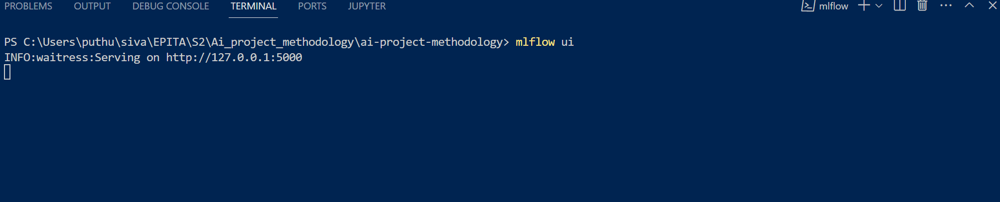 PROBLEMS OUTPUT DEBUG CONSOLE TERMINAL PORTS JUPYTER mlflow
PS C:\Users\puthu\siva\EPITA\S2\Ai_project_methodology\ai-project-methodology> mlflow ui
INFO:waitress:Serving on http://127.0.0.1:5000